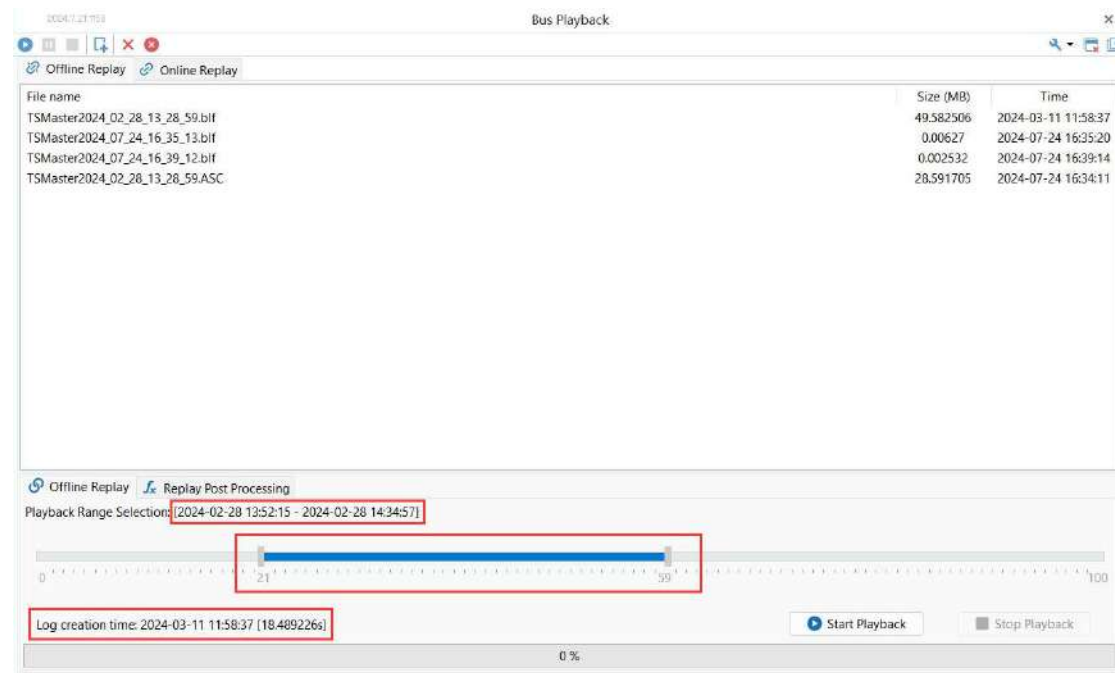 Bus Playback
Offline Replay Online Replay
File name Size (MB) Time
TSMaster2024_02_28_13_28_59.blf 49.582506 2024-03-11 11:58:37
TSMaster2024_07_24_16_35_13.blf 0.00627 2024-07-24 16:35:20
TSMaster2024_07_24_16_39_12.blf 0.002532 2024-07-24 16:39:14
TSMaster2024_02_28_13_28_59.ASC 28.591705 2024-07-24 16:34:11
Offline Replay fx Replay Post Processing
Playback Range Selection: [2024-02-28 13:52:15 - 2024-02-28 14:34:57]
0 21 59 100
Log creation time: 2024-03-11 11:58:37 [18.489226s] Start Playback Stop Playback
0 %